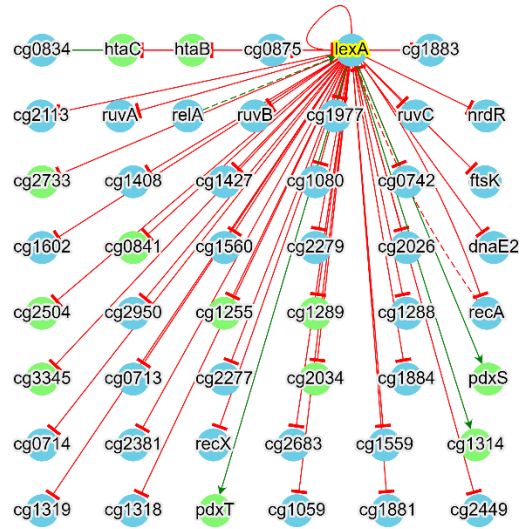 cg0834 htaC htaB cg0875 lexA cg1883
cg2113 ruvA relA ruvB cg1977 ruvC nrdR
cg2733 cg1408 cg1427 cg1080 cg0742 ftsK
cg1602 cg0841 cg1560 cg2279 cg2026 dnaE2
cg2504 cg2950 cg1255 cg1289 cg1288 recA
cg3345 cg0713 cg2277 cg2034 cg1884 pdxS
cg0714 cg2381 recX cg2683 cg1559 cg1314
cg1319 cg1318 pdxT cg1059 cg1881 cg2449